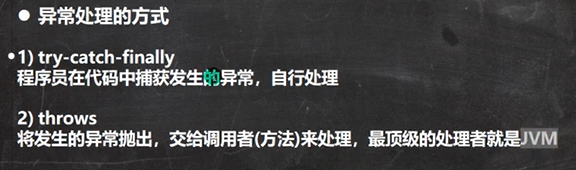 ● 异常处理的方式
●1) try-catch-finally
程序员在代码中捕获发生的异常，自行处理
2) throws
将发生的异常抛出，交给调用者(方法)来处理，最顶级的处理者就是JVM